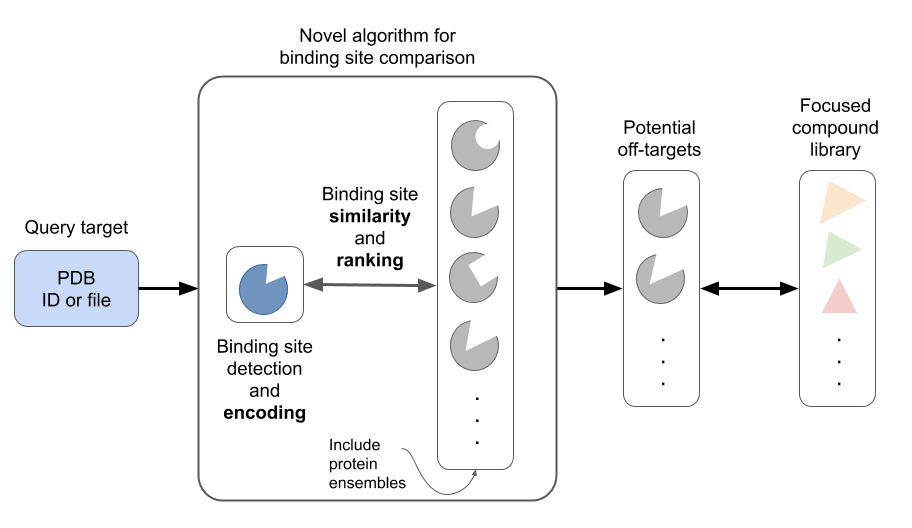 Novel algorithm for
binding site comparison
Query target
PDB
ID or file
Binding site
detection
and
encoding
Binding site
similarity
and
ranking
Include
protein
ensembles
Potential
off-targets
Focused
compound
library